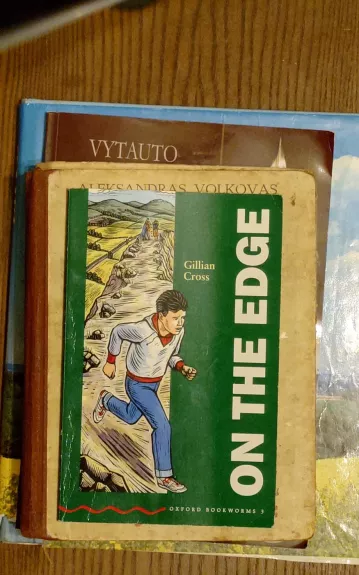 VYTAUTO
ALEKSANDRAS VOLKOVAS
Gillian
Cross
ON THE EDGE
OXFORD BOOKWORMS 3